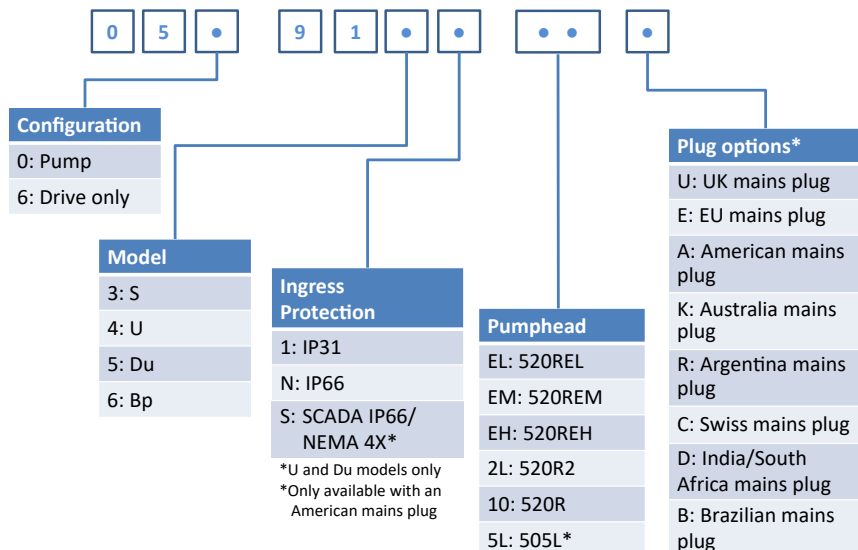 0 5 • 9 1 • • • • •
Configuration
0: Pump
6: Drive only
Model
3: S
4: U
5: Du
6: Bp
Ingress
Protection
1: IP31
N: IP66
S: SCADA IP66/
NEMA 4X*
*U and Du models only
*Only available with an
American mains plug
Pumphead
EL: 520REL
EM: 520REM
EH: 520REH
2L: 520R2
10: 520R
5L: 505L*
Plug options*
U: UK mains plug
E: EU mains plug
A: American mains
plug
K: Australia mains
plug
R: Argentina mains
plug
C: Swiss mains plug
D: India/South
Africa mains plug
B: Brazilian mains
plug